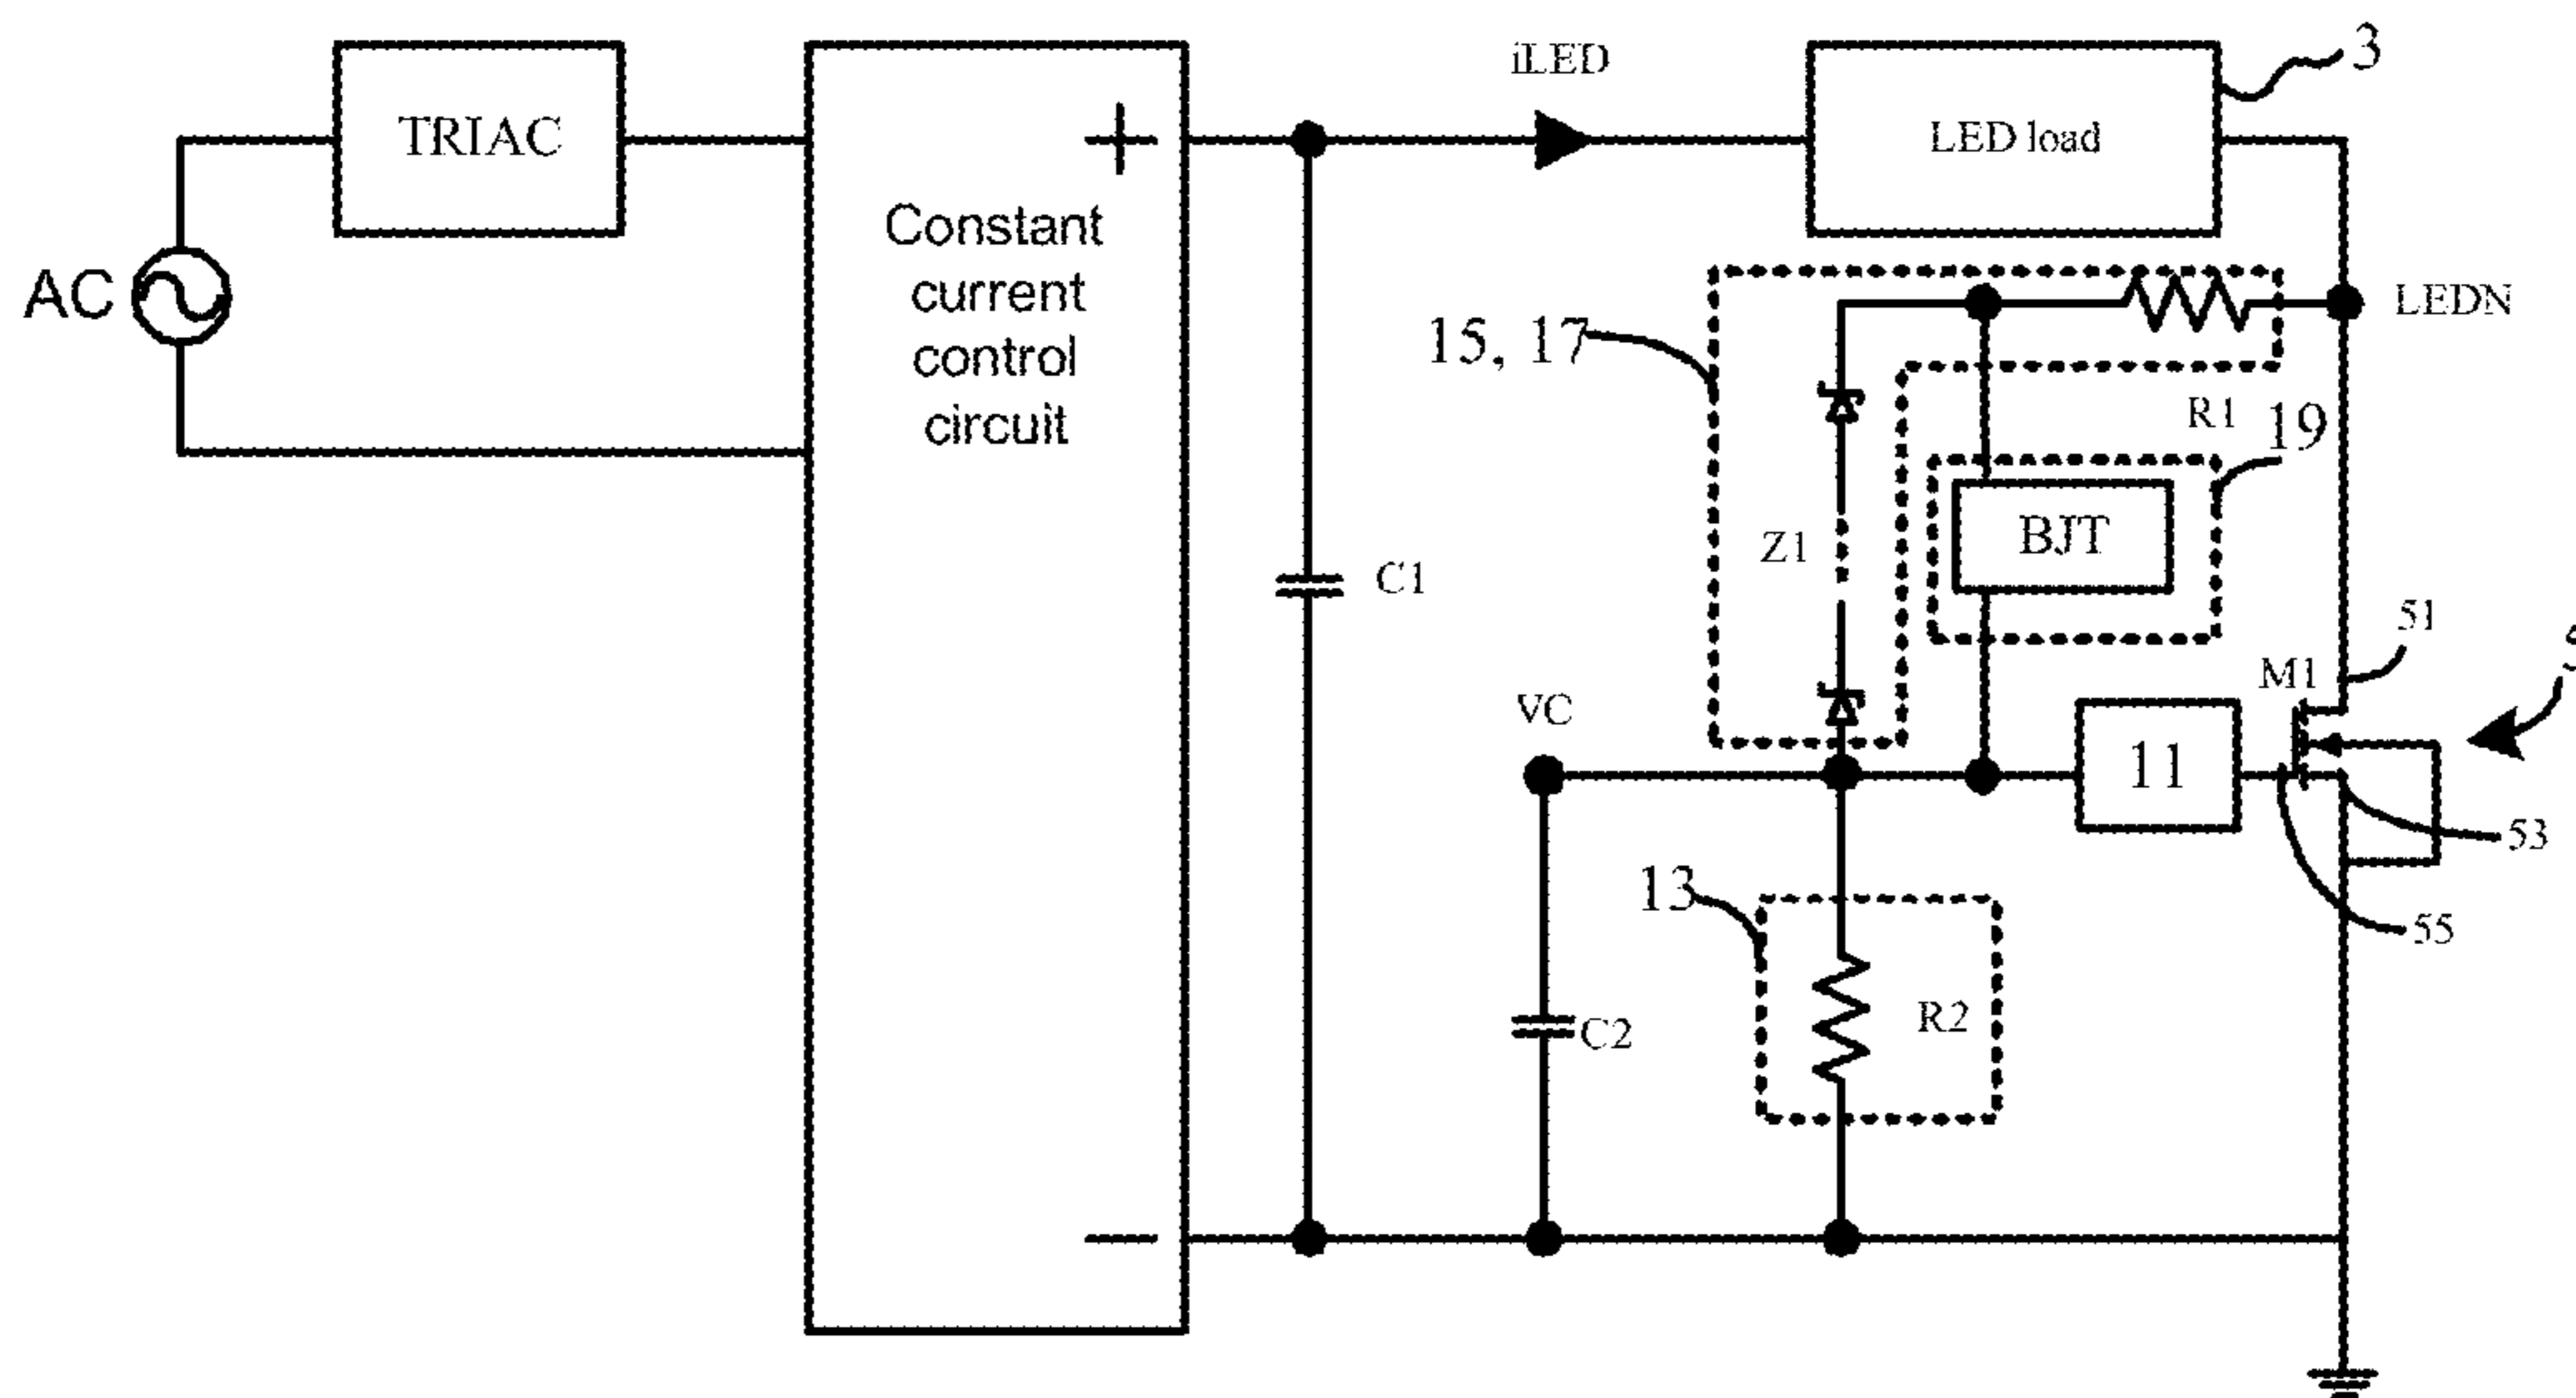 TRIAC
AC
+
Constant
current
control
circuit
−
C1
iLED
LED load
3
LEDN
15, 17
R1
19
BJT
Z1
51
M1
VC
11
53
55
13
R2
C2